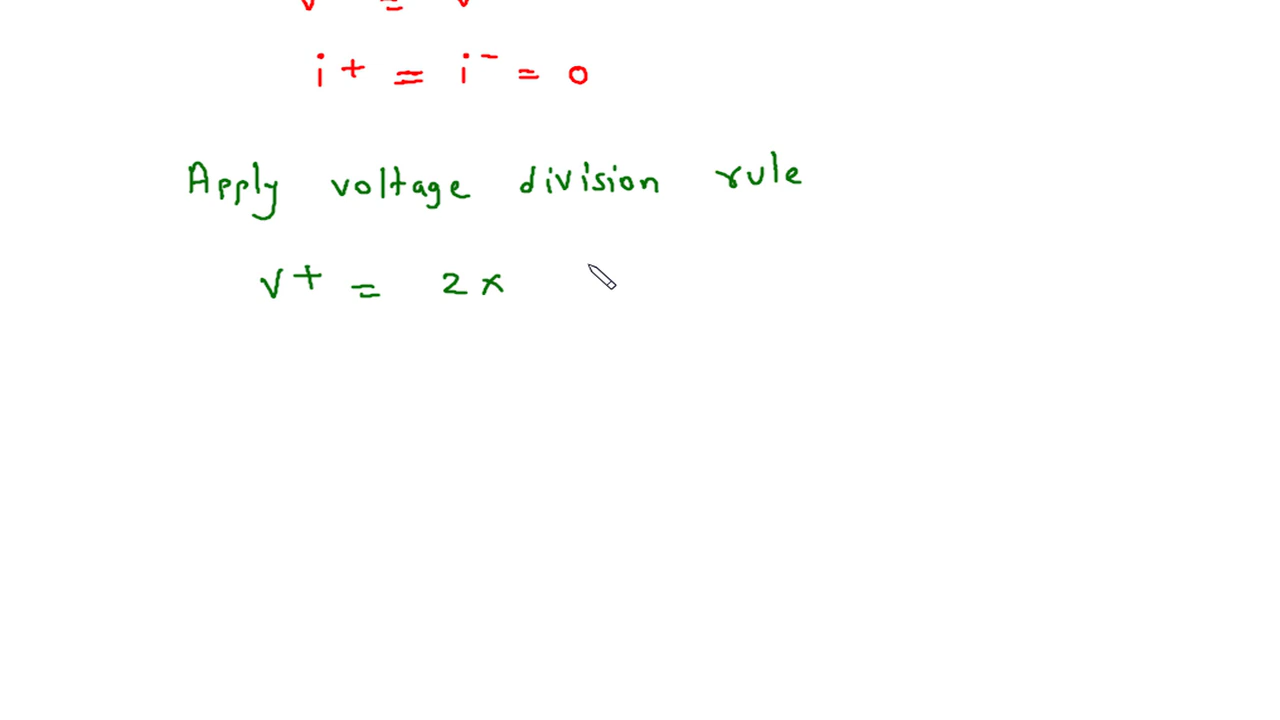 i+ = i- = 0
Apply voltage division rule
v+ = 2x